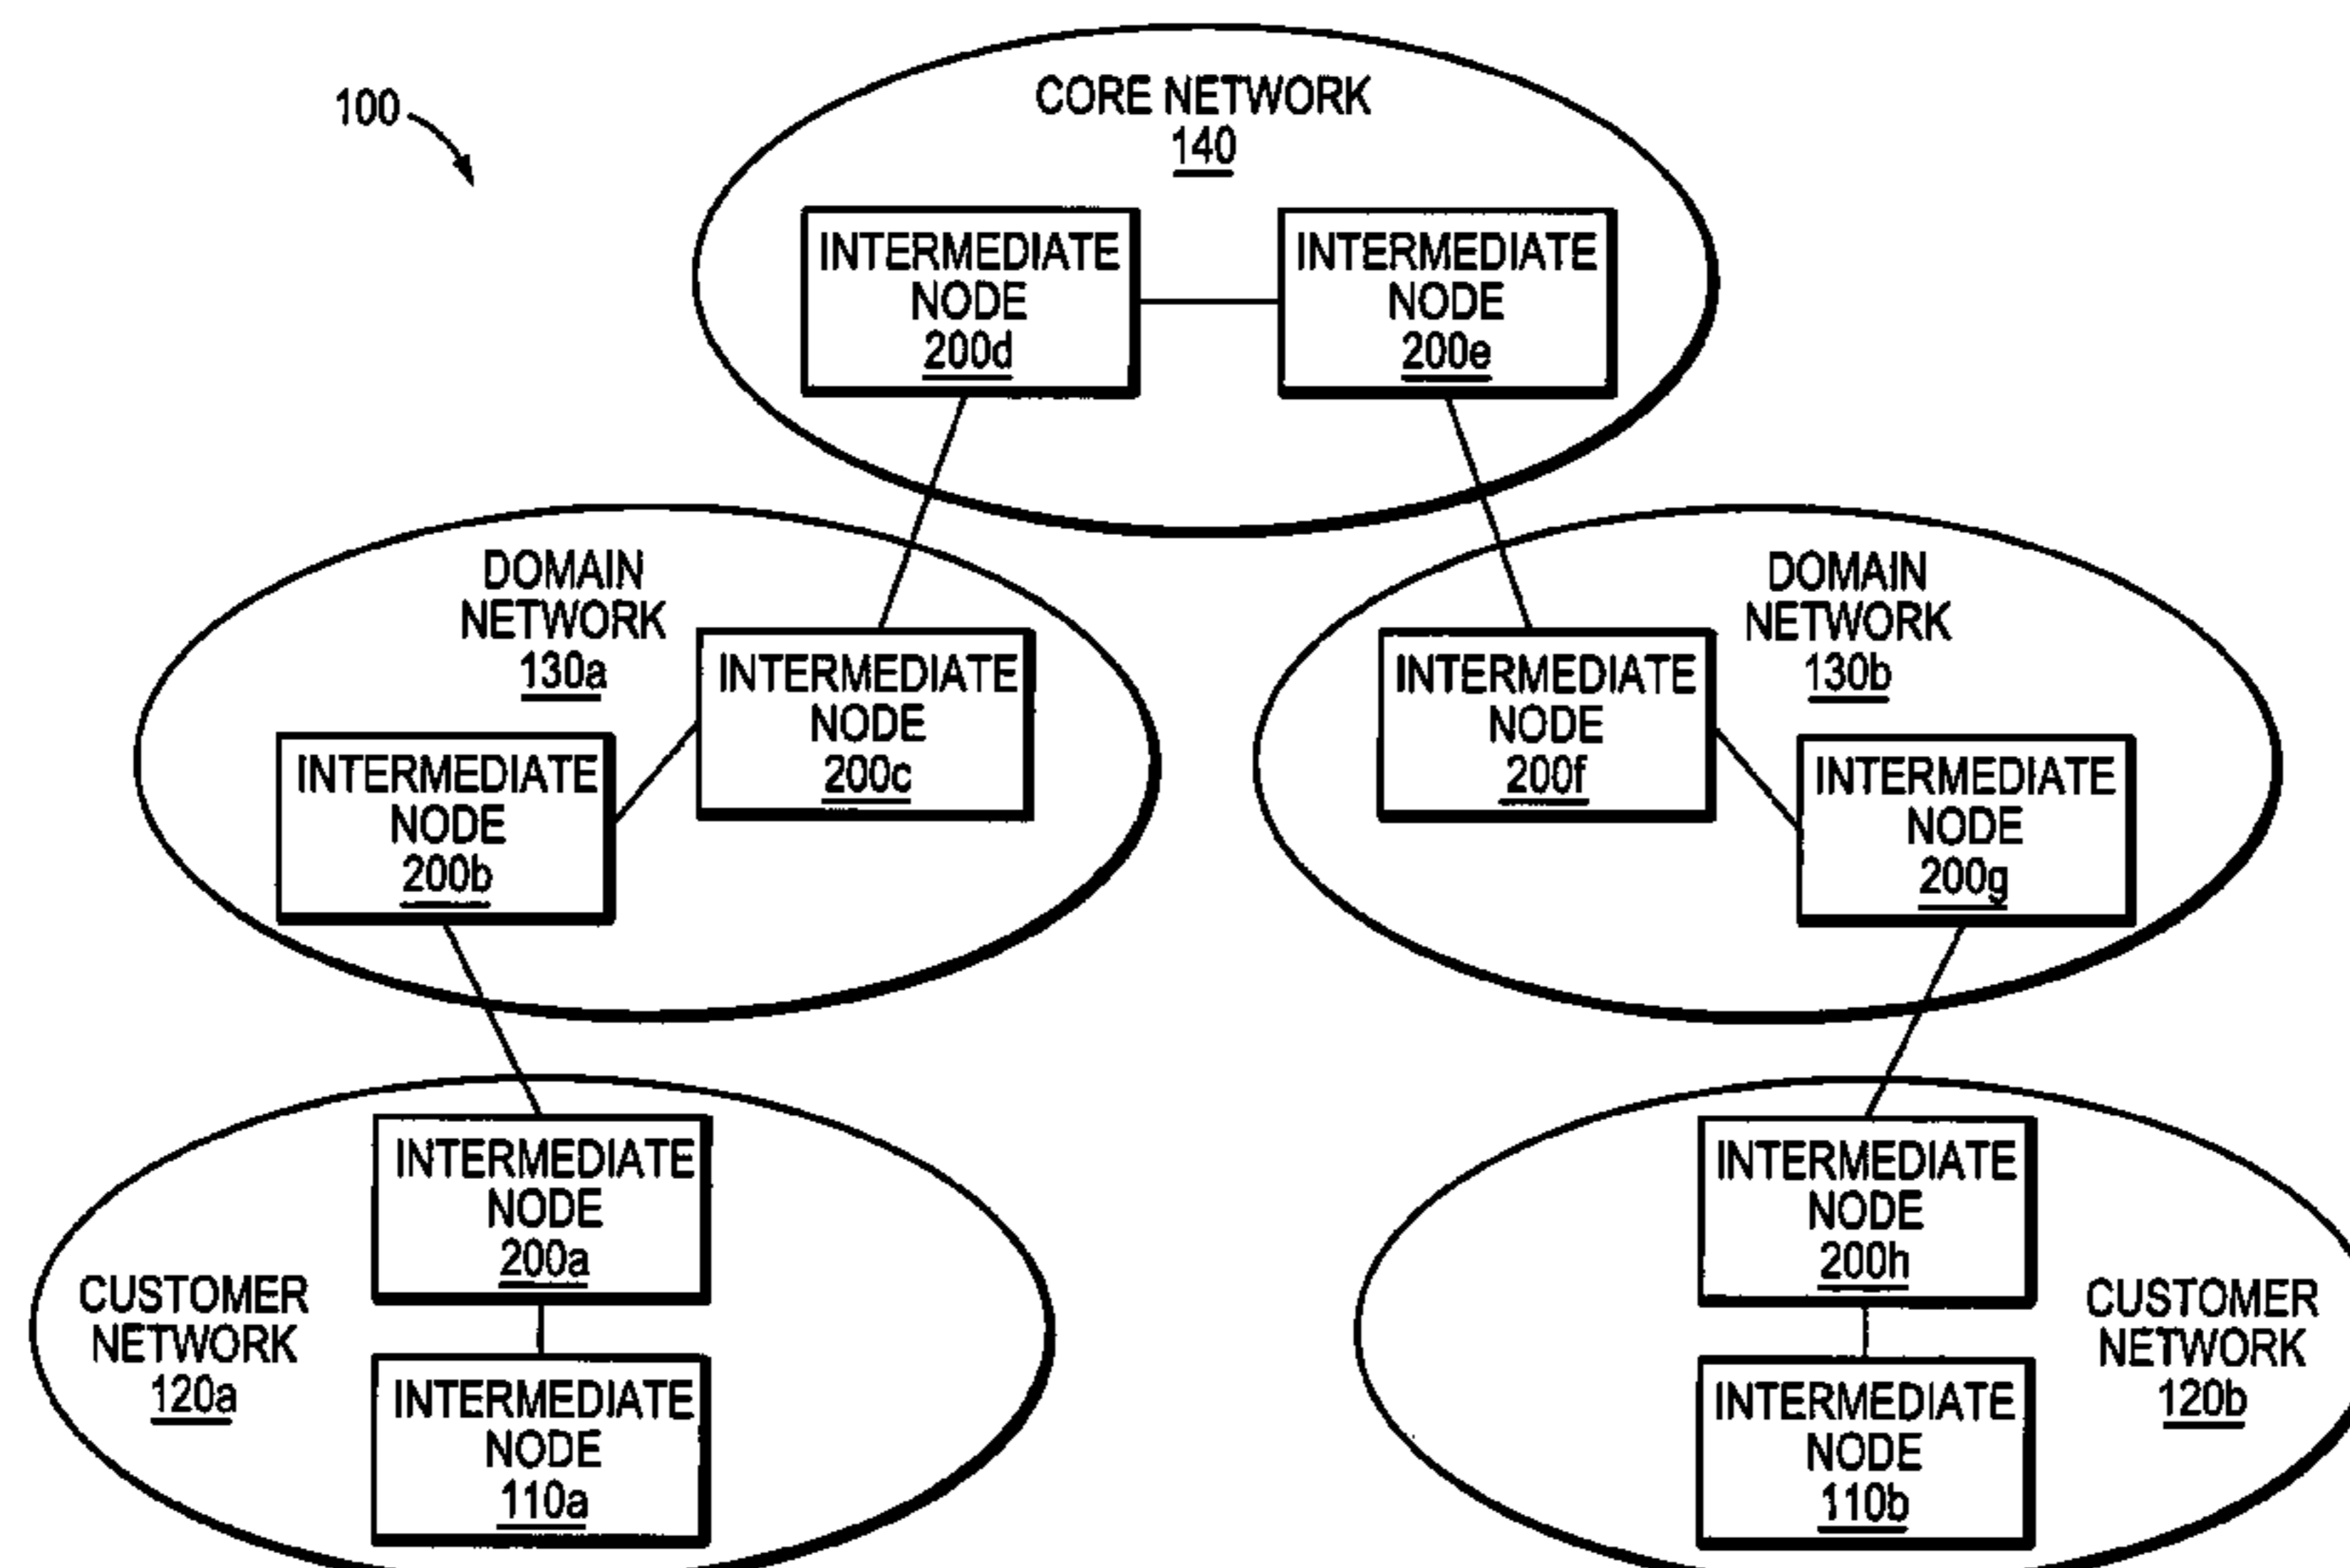 100
CORE NETWORK
140
INTERMEDIATE
NODE
200d
INTERMEDIATE
NODE
200e
DOMAIN
NETWORK
130a
INTERMEDIATE
NODE
200c
INTERMEDIATE
NODE
200b
DOMAIN
NETWORK
130b
INTERMEDIATE
NODE
200f
INTERMEDIATE
NODE
200g
INTERMEDIATE
NODE
200a
CUSTOMER
NETWORK
120a
INTERMEDIATE
NODE
110a
INTERMEDIATE
NODE
200h
CUSTOMER
NETWORK
120b
INTERMEDIATE
NODE
110b